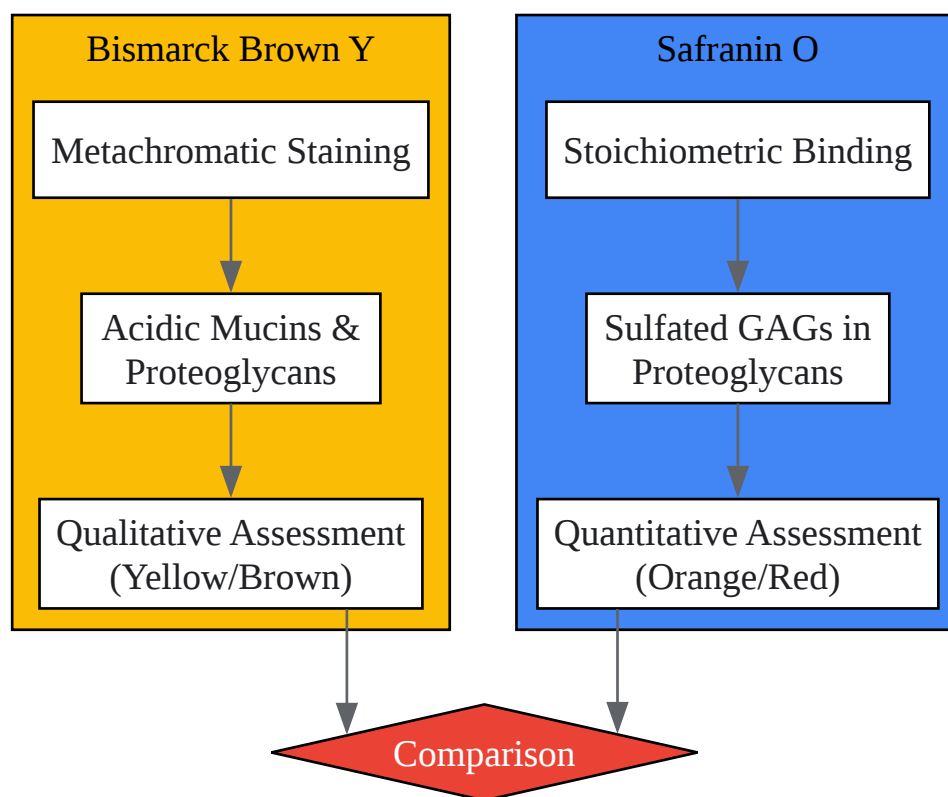 Bismarck Brown Y
Metachromatic Staining
Acidic Mucins &
Proteoglycans
Qualitative Assessment
(Yellow/Brown)
Safranin O
Stoichiometric Binding
Sulfated GAGs in
Proteoglycans
Quantitative Assessment
(Orange/Red)
Comparison